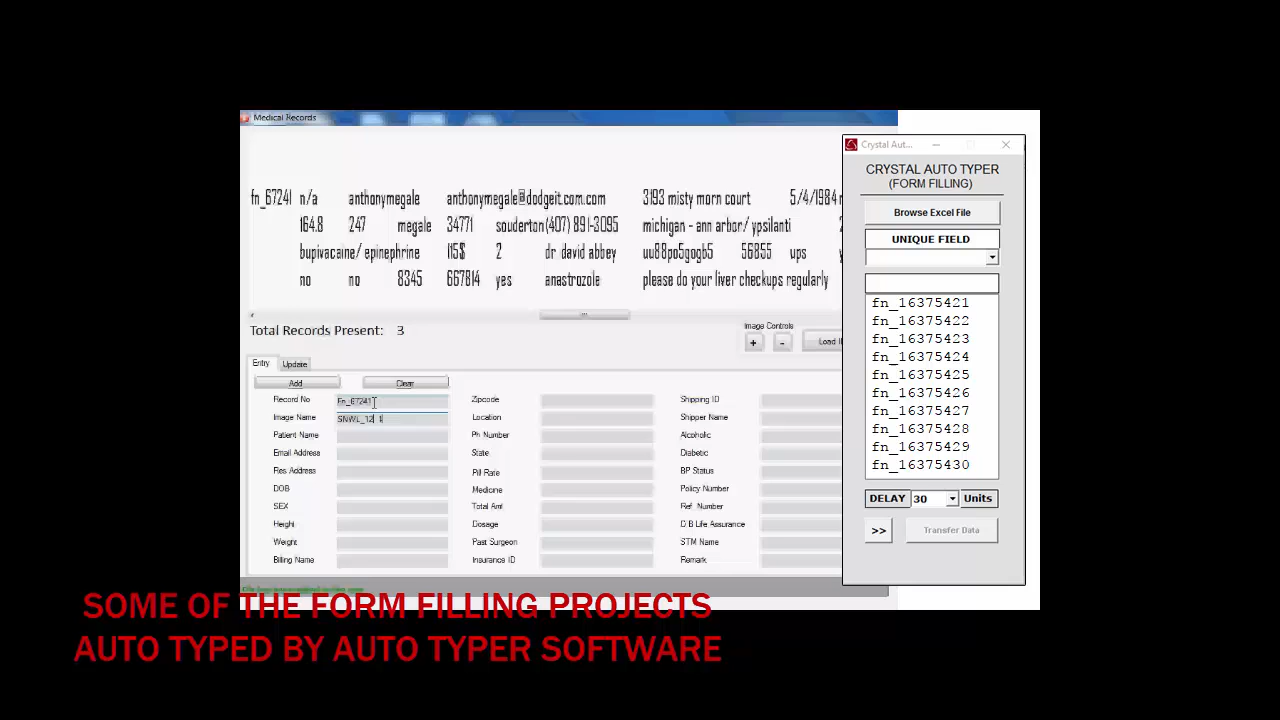 Medical Records
fn_67241 n/a anthonymegale anthonymegale@dodgeit.com.com 3193 misty morn court 5/4/1984
164.8 247 megale 34771 souderton (407) 891-3095 michigan - ann arbor/ ypsilanti
bupivacaine/ epinephrine 115$ 2 dr david abbey uu88po5gogb5 56855 ups
no no 8345 667814 yes anastrozole please do your liver checkups regularly
Total Records Present: 3
Image Controls
+ - Load I
Entry Update
Add Clear
Record No Fn_67241 Zipcode Shipping ID
Image Name SNWL_12 1 Location Shipper Name
Patient Name Ph Number Alcoholic
Email Address State Diabetic
Res Address Pill Rate BP Status
DOB Medicine Policy Number
SEX Total Amt Ref Number
Height Dosage D B Life Assurance
Weight Past Surgeon STM Name
Billing Name Insurance ID Remark
Crystal Aut...
CRYSTAL AUTO TYPER
(FORM FILLING)
Browse Excel File
UNIQUE FIELD
fn_16375421
fn_16375422
fn_16375423
fn_16375424
fn_16375425
fn_16375426
fn_16375427
fn_16375428
fn_16375429
fn_16375430
DELAY 30 Units
>> Transfer Data
SOME OF THE FORM FILLING PROJECTS
AUTO TYPED BY AUTO TYPER SOFTWARE